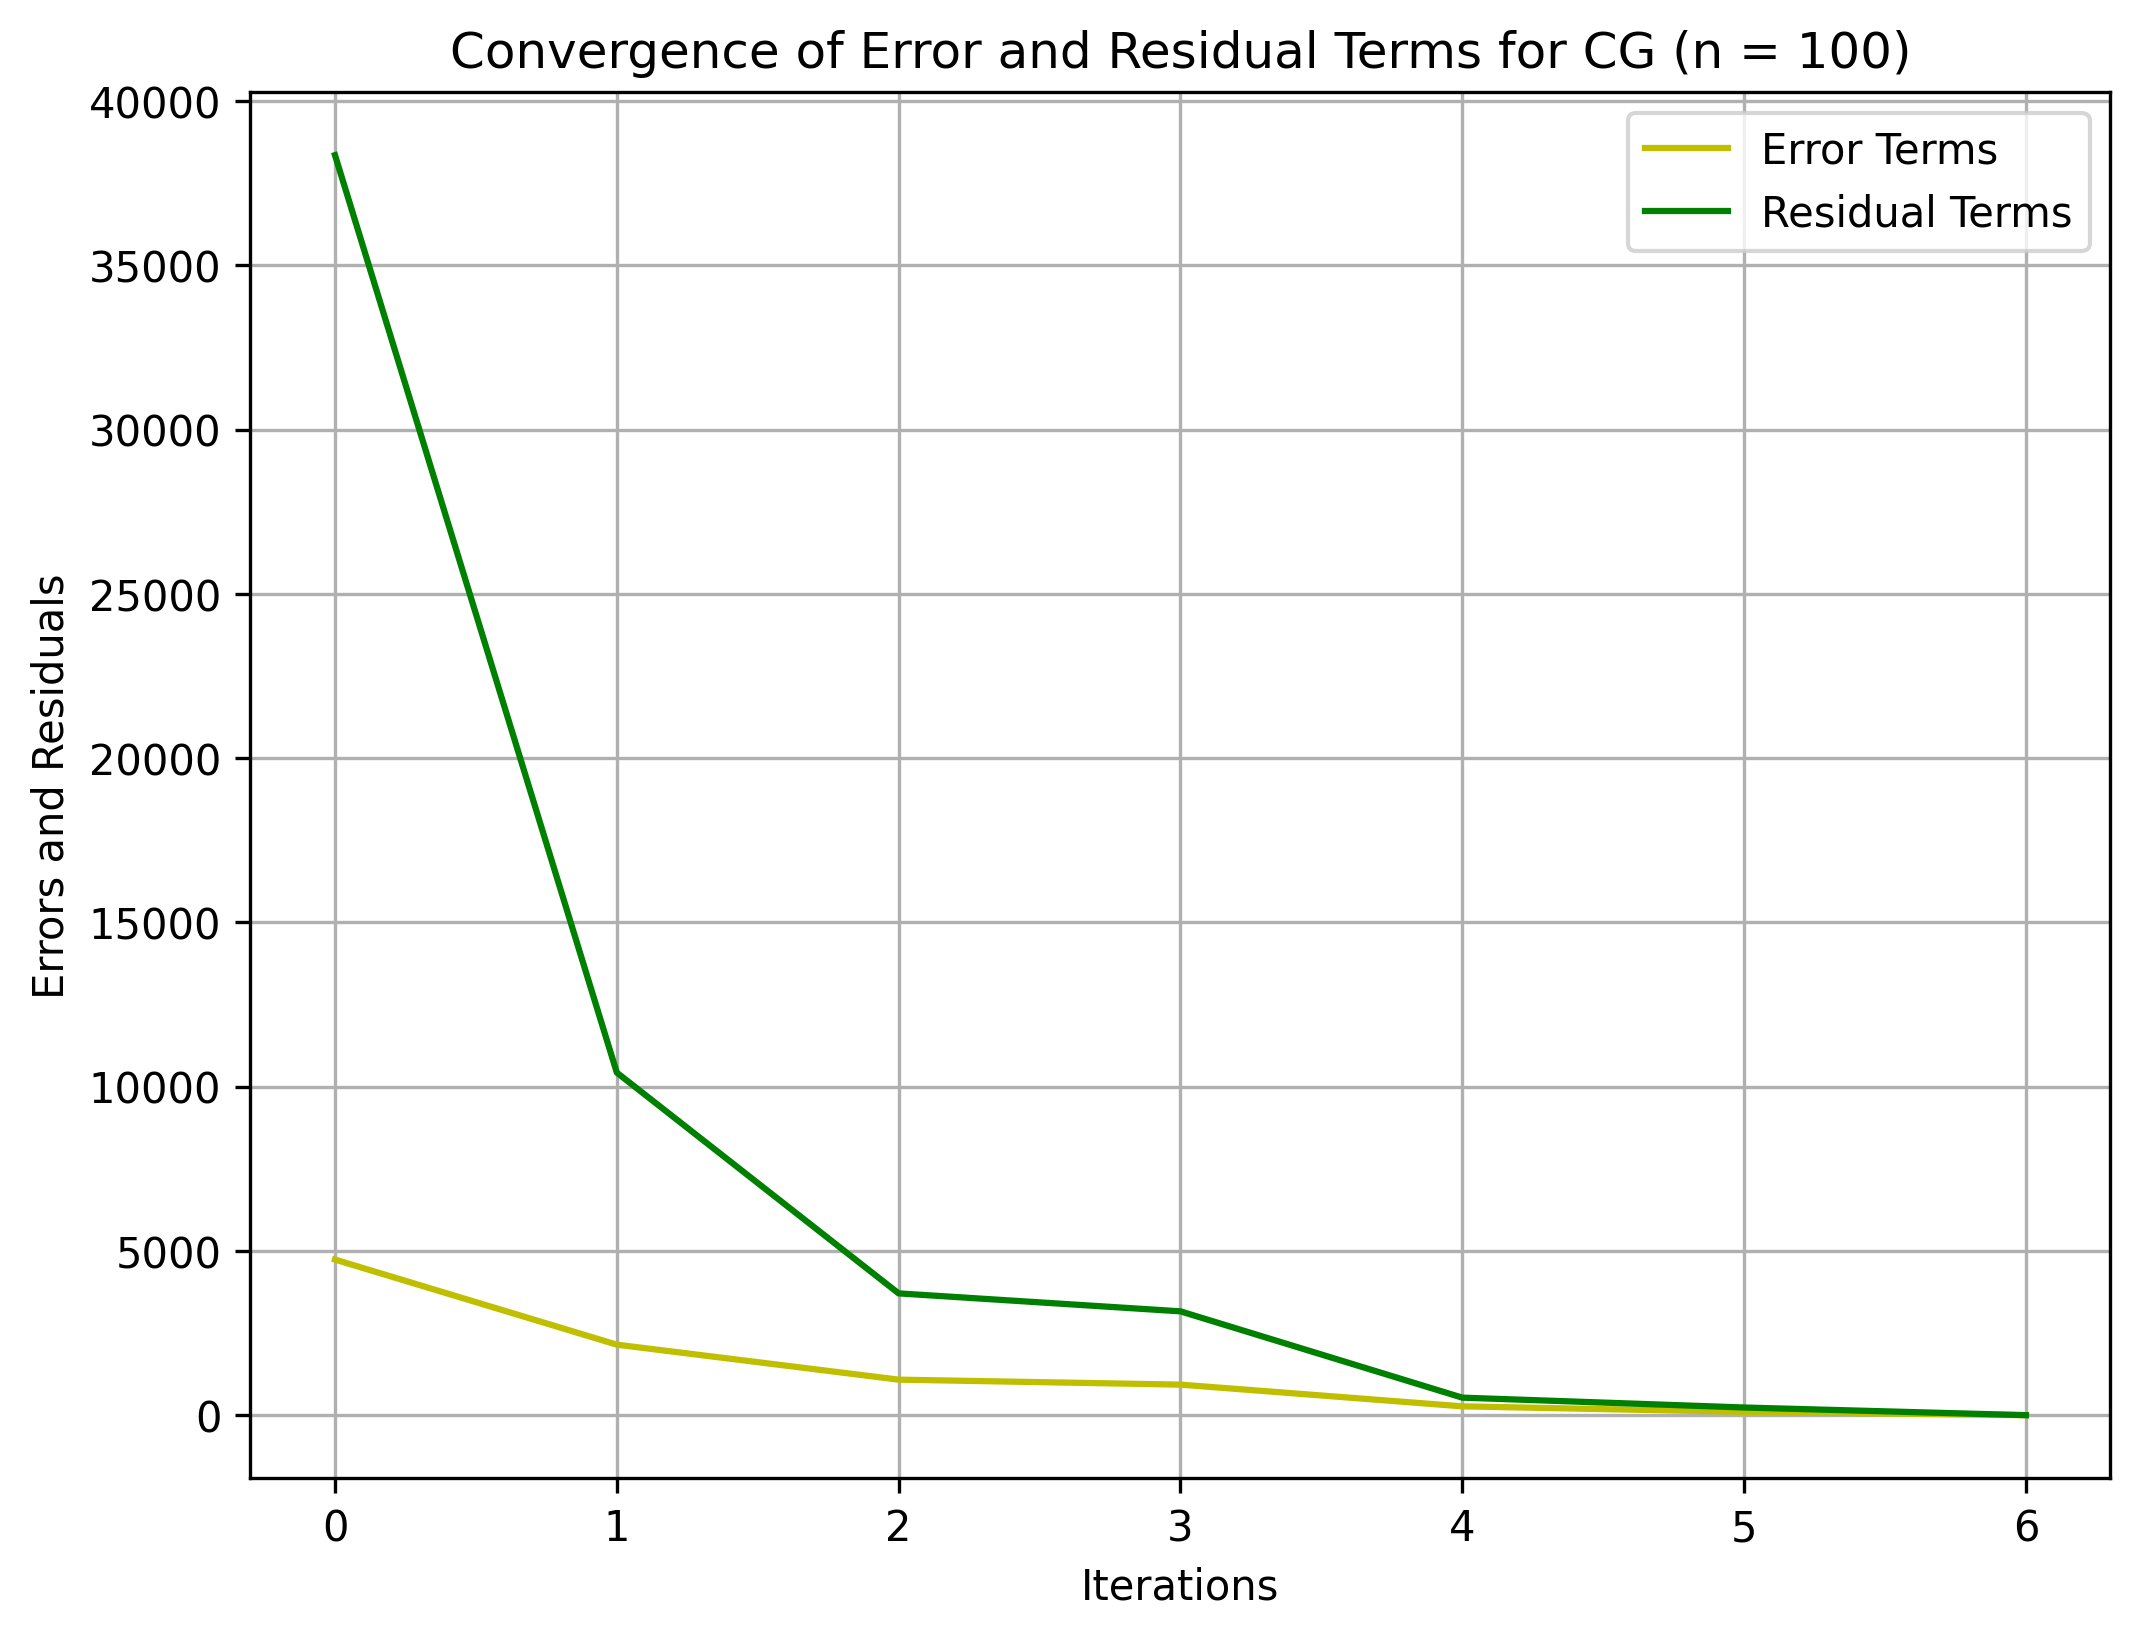 Convergence of Error and Residual Terms for CG (n = 100)
Error Terms
Residual Terms
Errors and Residuals
40000
35000
30000
25000
20000
15000
10000
5000
0
0 1 2 3 4 5 6
Iterations